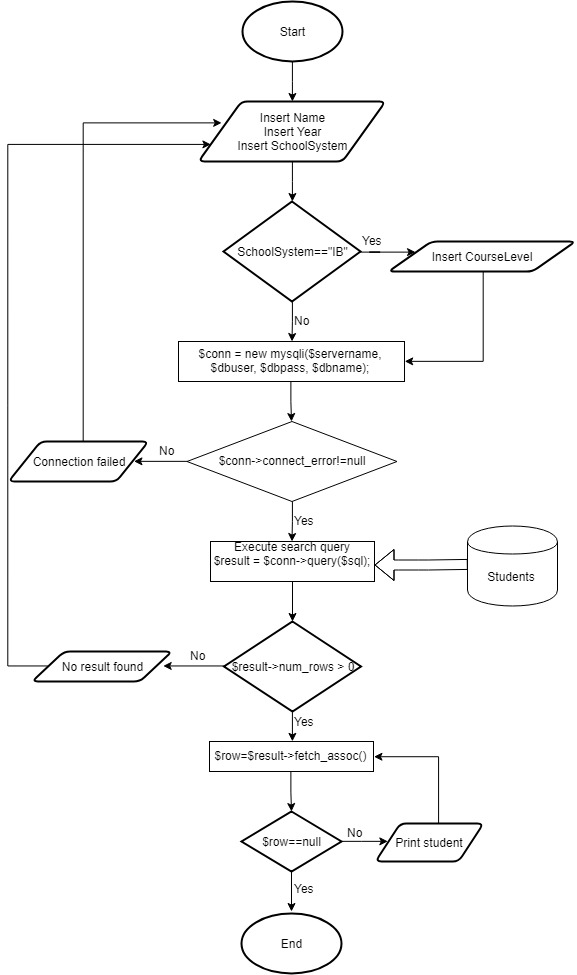 Start
Insert Name
Insert Year
Insert SchoolSystem
SchoolSystem=="IB"
Yes
Insert CourseLevel
No
$conn = new mysqli($servername,
$dbuser, $dbpass, $dbname);
$conn->connect_error!=null
No
Connection failed
Yes
Execute search query
$result = $conn->query($sql);
Students
$result->num_rows > 0
No
No result found
Yes
$row=$result->fetch_assoc()
$row==null
No
Print student
Yes
End